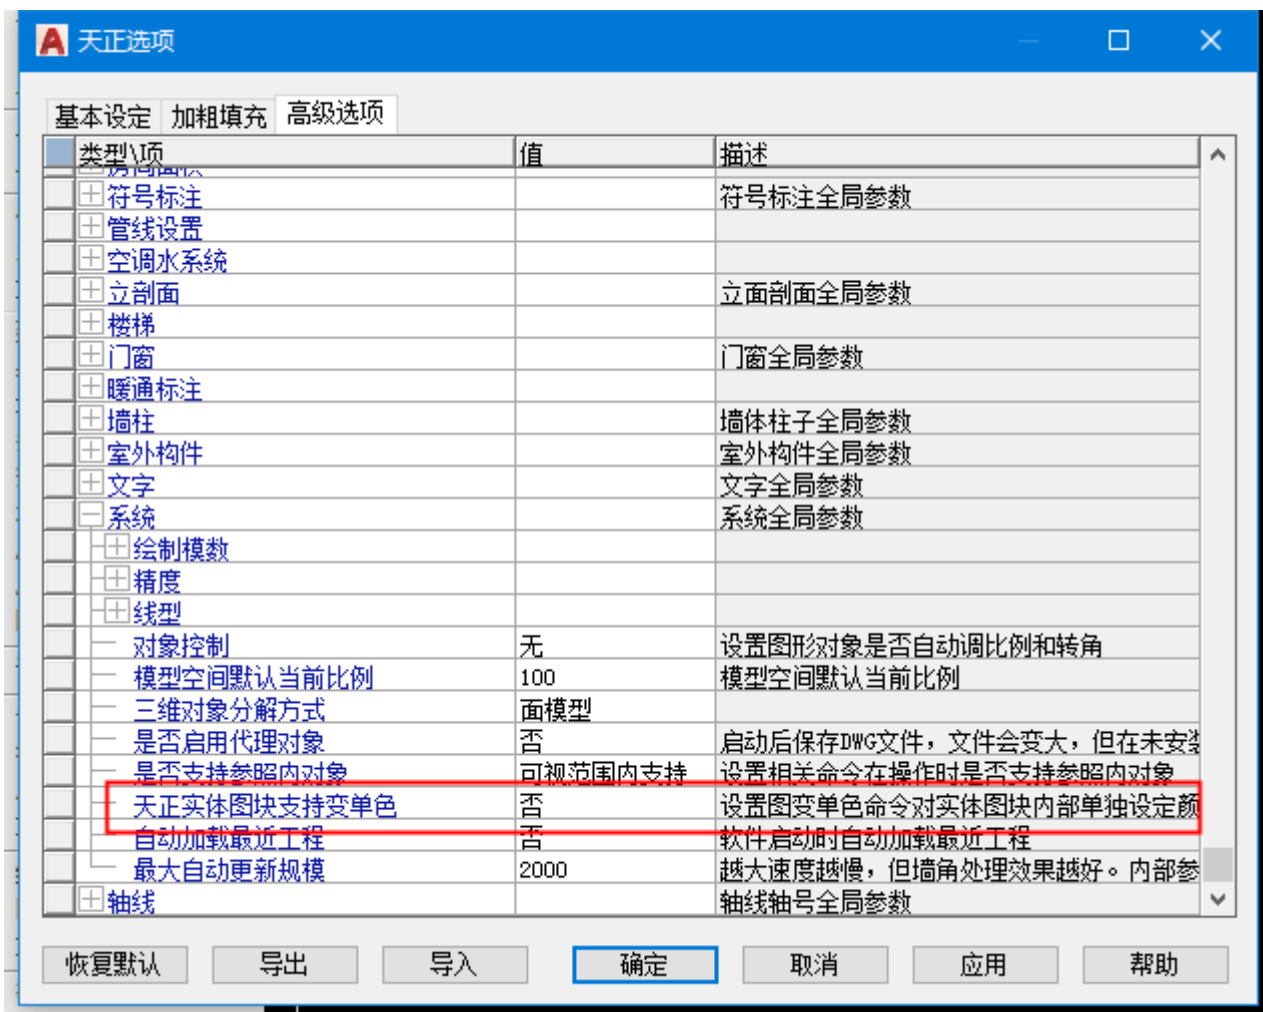 天正选项
基本设定 加粗填充 高级选项
类型\项 值 描述
房间面积
符号标注 符号标注全局参数
管线设置
空调水系统
立剖面 立面剖面全局参数
楼梯
门窗 门窗全局参数
暖通标注
墙柱 墙体柱子全局参数
室外构件 室外构件全局参数
文字 文字全局参数
系统 系统全局参数
绘制模数
精度
线型
对象控制 无 设置图形对象是否自动调比例和转角
模型空间默认当前比例 100 模型空间默认当前比例
三维对象分解方式 面模型
是否启用代理对象 否 启动后保存DWG文件，文件会变大，但在未安装
是否支持参照内对象 可视范围内支持 设置相关命令在操作时是否支持参照内对象
天正实体图块支持变单色 否 设置图变单色命令对实体图块内部单独设定颜
自动加载最近工程 否 软件启动时自动加载最近工程
最大自动更新规模 2000 越大速度越慢，但墙角处理效果越好。内部参
轴线 轴线轴号全局参数
恢复默认 导出 导入 确定 取消 应用 帮助